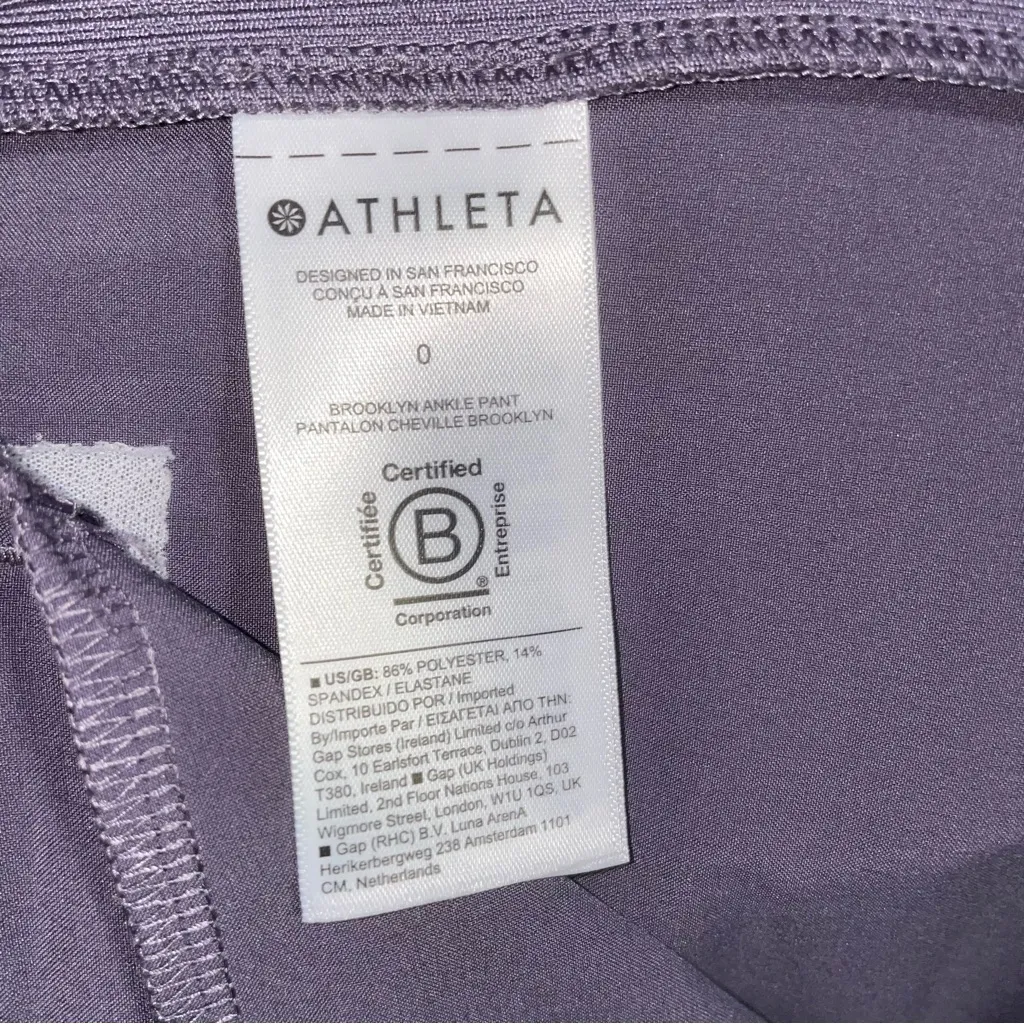 ATHLETA
DESIGNED IN SAN FRANCISCO
CONÇU À SAN FRANCISCO
MADE IN VIETNAM
0
BROOKLYN ANKLE PANT
PANTALON CHEVILLE BROOKLYN
Certified
Certifiée
B
Entreprise
®
Corporation
■ US/GB: 86% POLYESTER, 14%
SPANDEX / ELASTANE
DISTRIBUIDO POR / Imported
By/Importe Par / ΕΙΣΑΓΕΤΑΙ ΑΠΟ ΤΗΝ:
Gap Stores (Ireland) Limited c/o Arthur
Cox, 10 Earlsfort Terrace, Dublin 2, D02
T380, Ireland ■ Gap (UK Holdings)
Limited, 2nd Floor Nations House, 103
Wigmore Street, London, W1U 1QS, UK
■ Gap (RHC) B.V. Luna ArenA
Herikerbergweg 238 Amsterdam 1101
CM, Netherlands